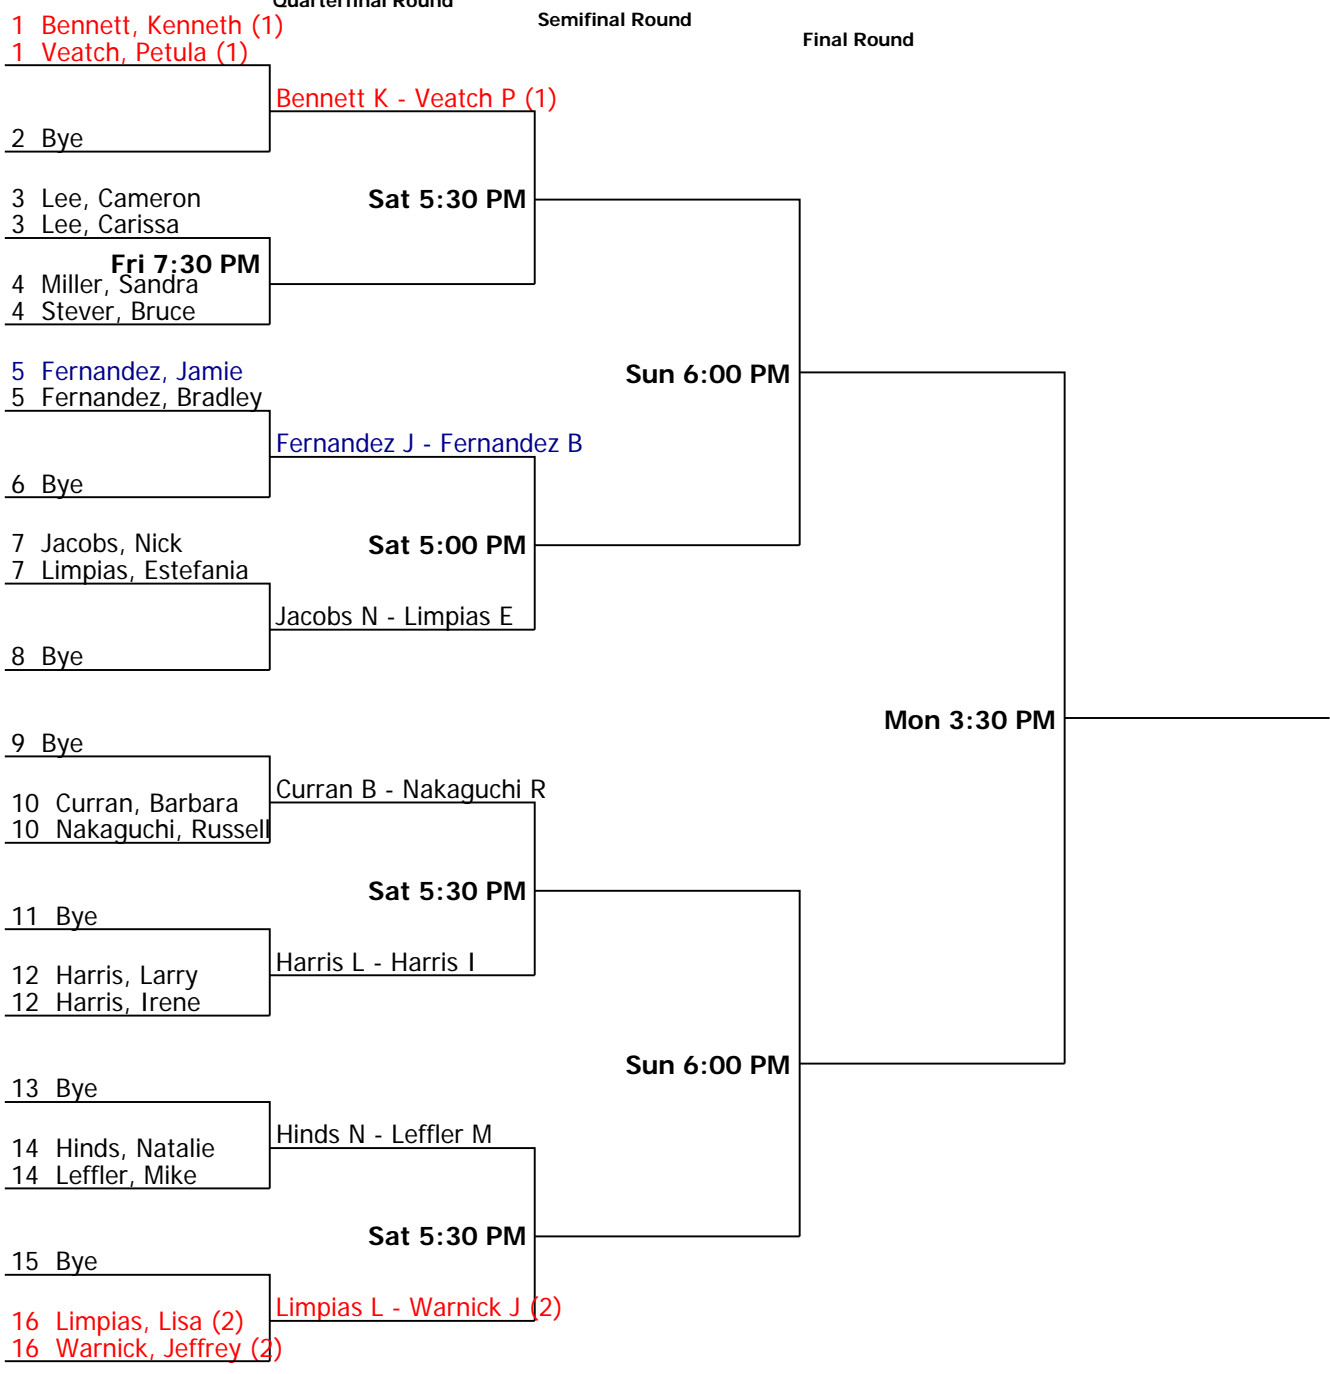 Quarterfinal Round
Semifinal Round
Final Round
1 Bennett, Kenneth (1)
1 Veatch, Petula (1)
Bennett K - Veatch P (1)
2 Bye
3 Lee, Cameron
3 Lee, Carissa
Sat 5:30 PM
Fri 7:30 PM
4 Miller, Sandra
4 Stever, Bruce
5 Fernandez, Jamie
5 Fernandez, Bradley
Sun 6:00 PM
Fernandez J - Fernandez B
6 Bye
7 Jacobs, Nick
7 Limpias, Estefania
Sat 5:00 PM
Jacobs N - Limpias E
8 Bye
Mon 3:30 PM
9 Bye
Curran B - Nakaguchi R
10 Curran, Barbara
10 Nakaguchi, Russell
Sat 5:30 PM
11 Bye
Harris L - Harris I
12 Harris, Larry
12 Harris, Irene
Sun 6:00 PM
13 Bye
Hinds N - Leffler M
14 Hinds, Natalie
14 Leffler, Mike
Sat 5:30 PM
15 Bye
Limpias L - Warnick J (2)
16 Limpias, Lisa (2)
16 Warnick, Jeffrey (2)